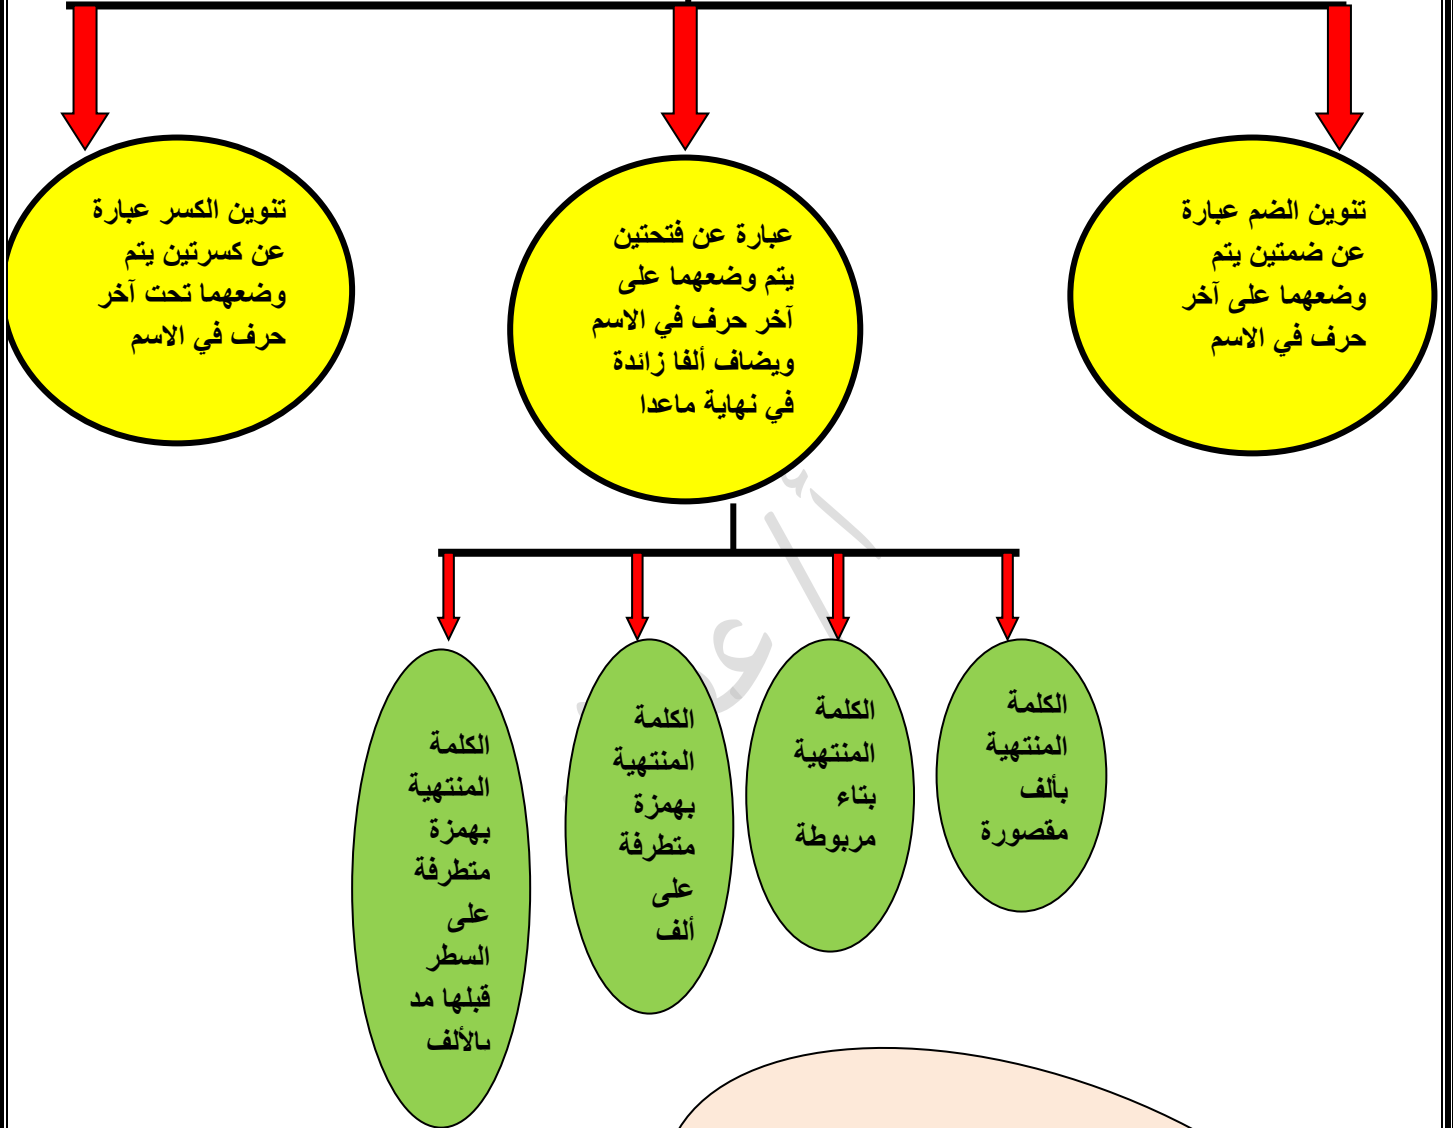 تنوين الضم عبارة
عن ضمتين يتم
وضعهما على آخر
حرف في الاسم
عبارة عن فتحتين
يتم وضعهما على
آخر حرف في الاسم
ويضاف ألفا زائدة
في نهاية ماعدا
تنوين الكسر عبارة
عن كسرتين يتم
وضعهما تحت آخر
حرف في الاسم
الكلمة
المنتهية
بألف
مقصورة
الكلمة
المنتهية
بتاء
مربوطة
الكلمة
المنتهية
بهمزة
متطرفة
على
ألف
الكلمة
المنتهية
بهمزة
متطرفة
على
السطر
قبلها مد
بالألف